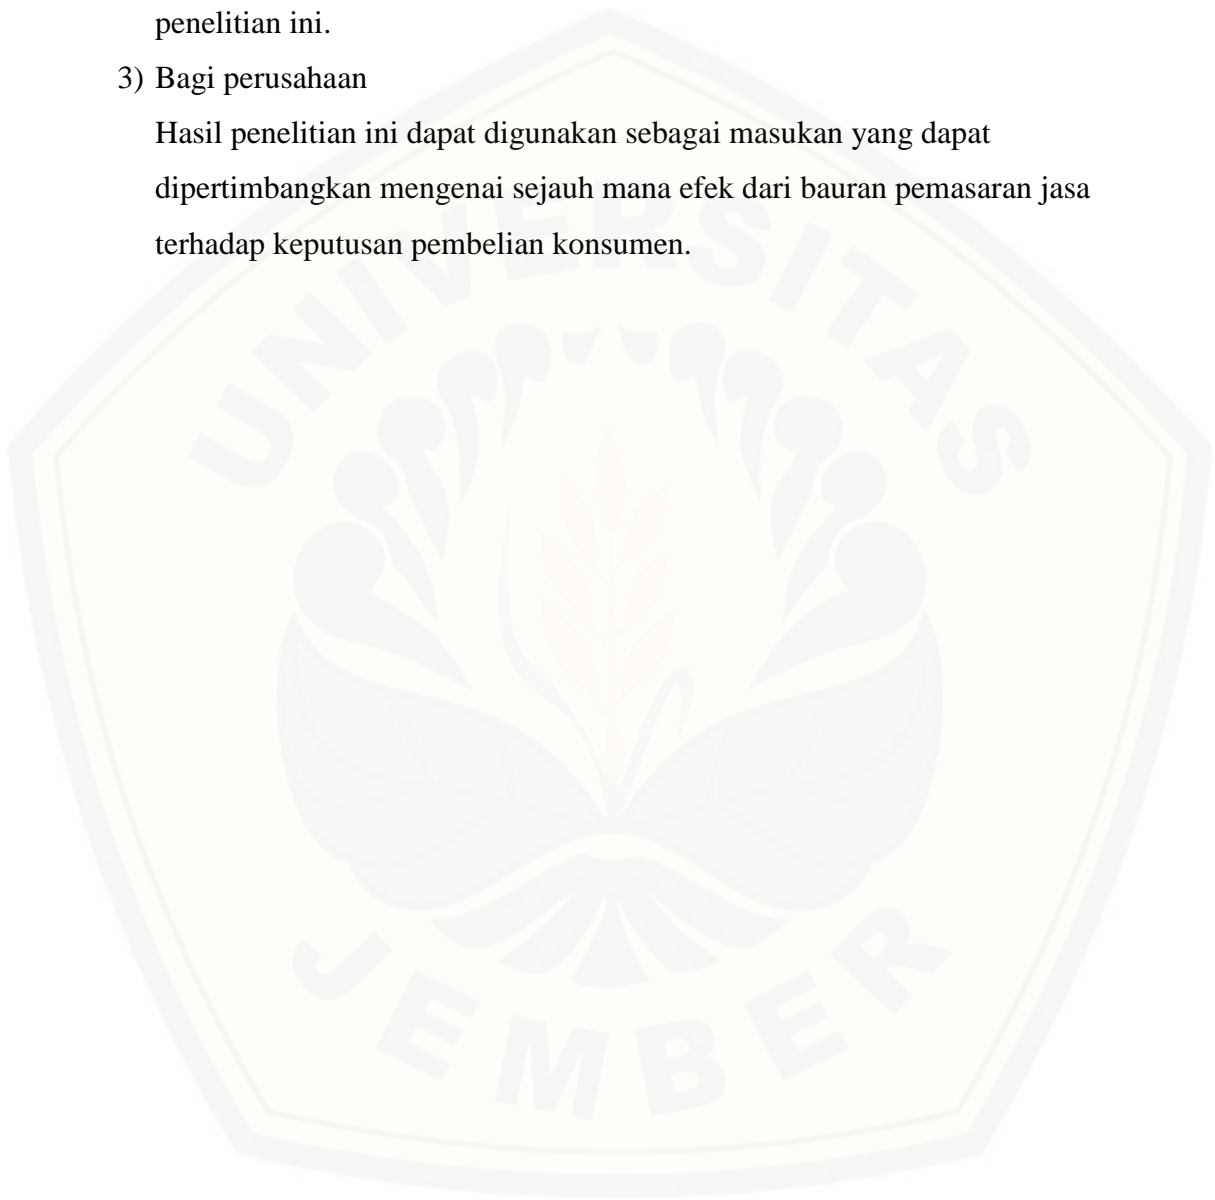 penelitian ini.
3) Bagi perusahaan
Hasil penelitian ini dapat digunakan sebagai masukan yang dapat
dipertimbangkan mengenai sejauh mana efek dari bauran pemasaran jasa
terhadap keputusan pembelian konsumen.
UNIVERSITAS
JEMBER